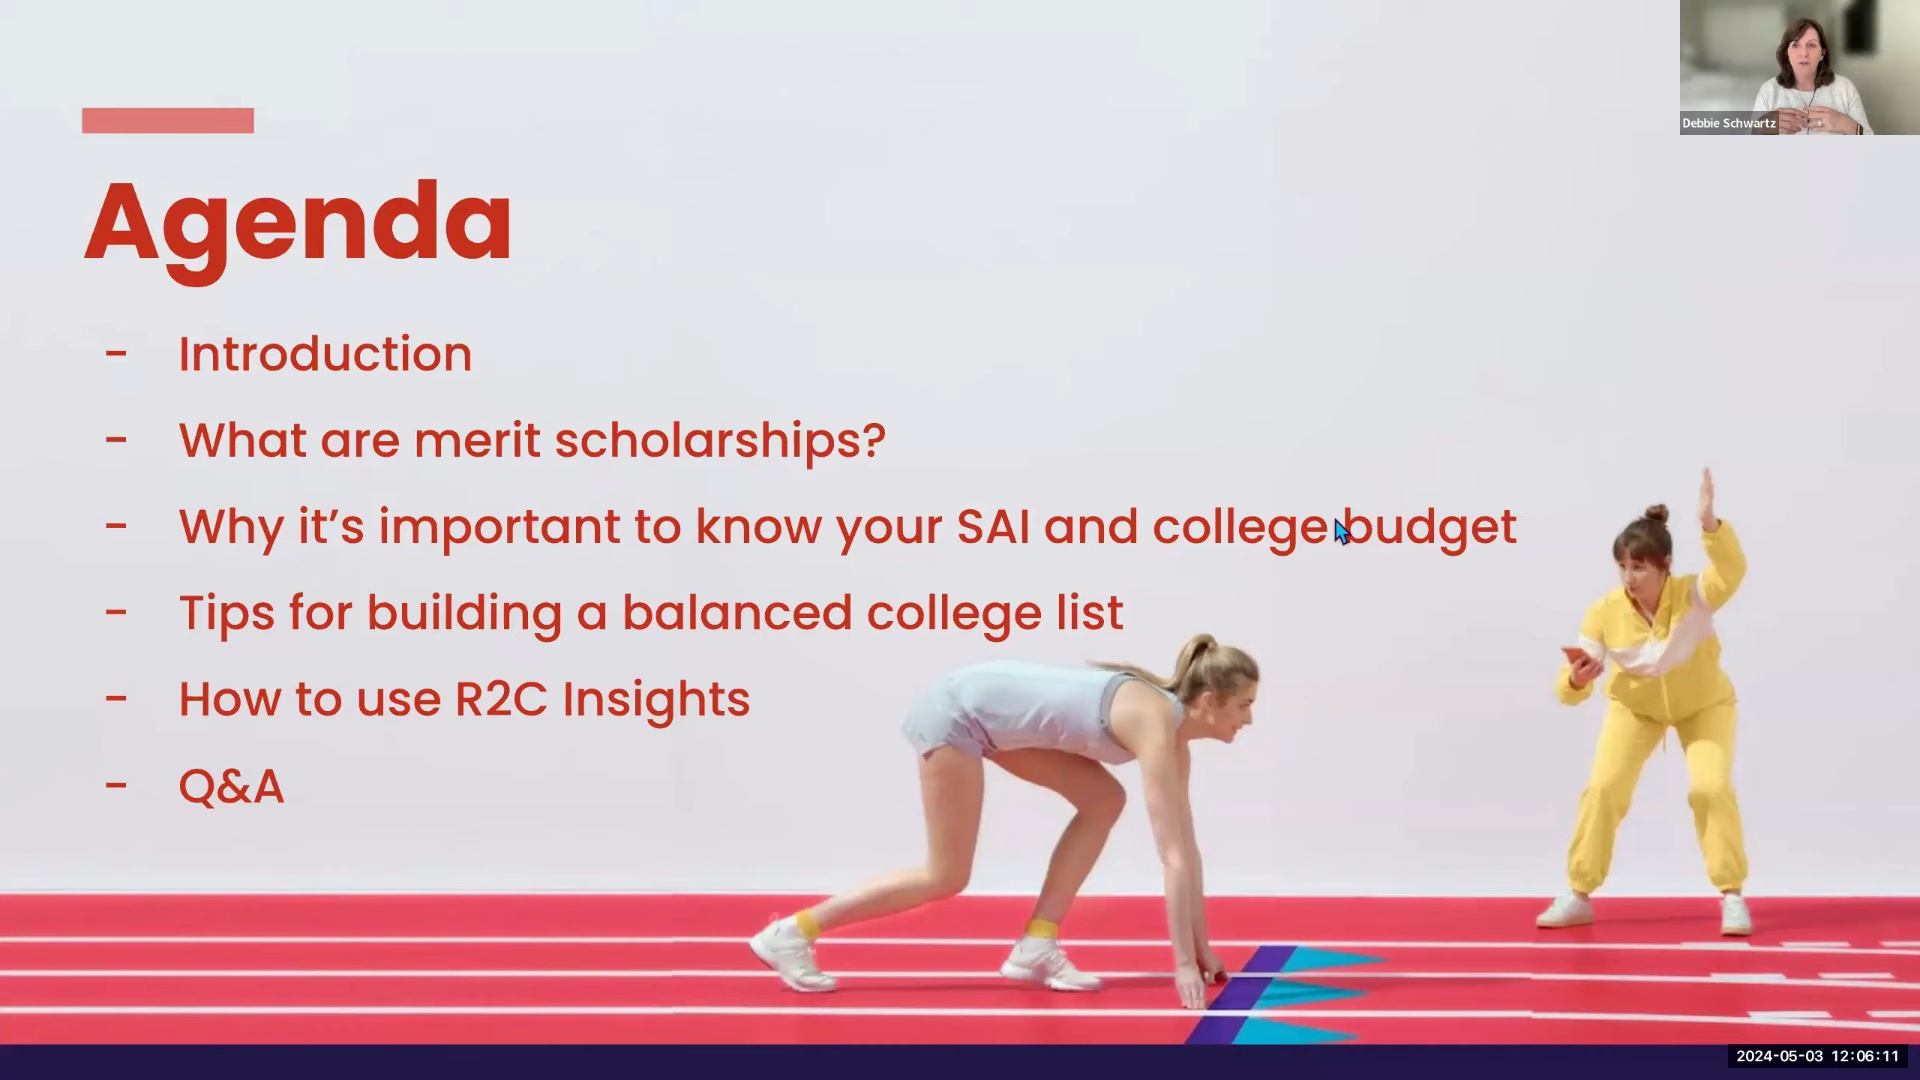 Debbie Schwartz
Agenda
- Introduction
- What are merit scholarships?
- Why it’s important to know your SAI and college budget
- Tips for building a balanced college list
- How to use R2C Insights
- Q&A
2024-05-03 12:06:11